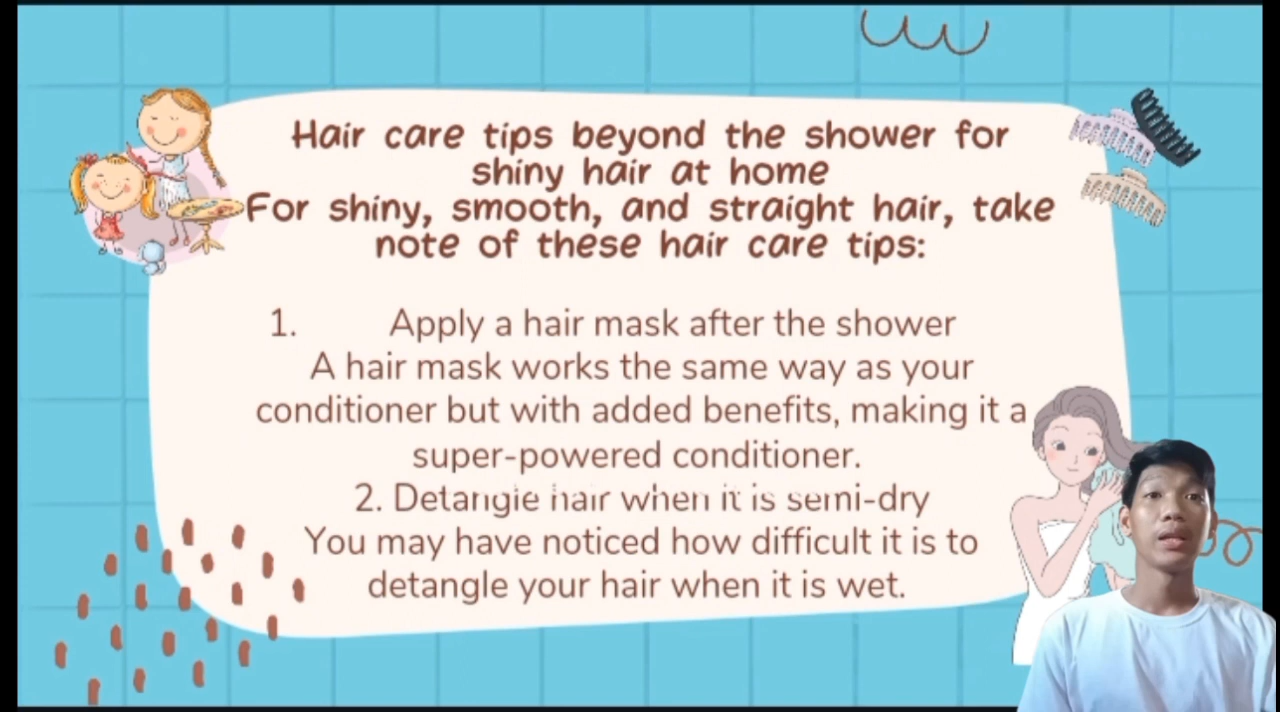 Hair care tips beyond the shower for
shiny hair at home
For shiny, smooth, and straight hair, take
note of these hair care tips:
1. Apply a hair mask after the shower
A hair mask works the same way as your
conditioner but with added benefits, making it a
super-powered conditioner.
2. Detangle hair when it is semi-dry
You may have noticed how difficult it is to
detangle your hair when it is wet.